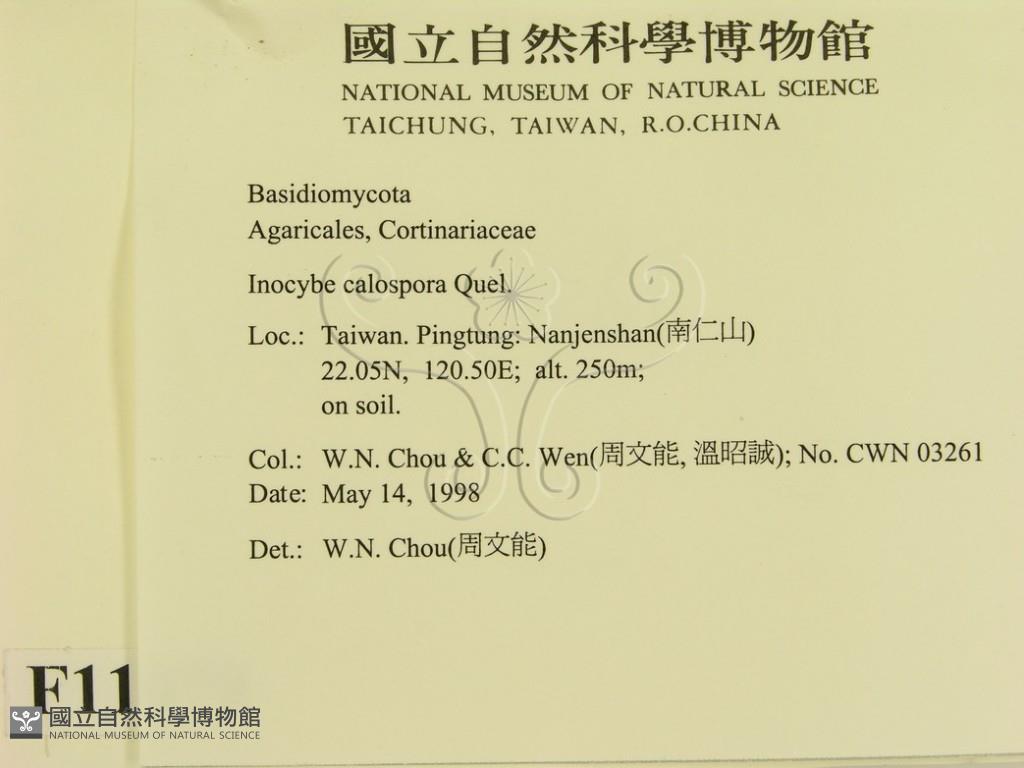 國立自然科學博物館
NATIONAL MUSEUM OF NATURAL SCIENCE
TAICHUNG, TAIWAN, R.O.CHINA
Basidiomycota
Agaricales, Cortinariaceae
Inocybe calospora Quel.
Loc.: Taiwan. Pingtung: Nanjenshan(南仁山)
22.05N, 120.50E; alt. 250m;
on soil.
Col.: W.N. Chou & C.C. Wen(周文能, 溫昭誠); No. CWN 03261
Date: May 14, 1998
Det.: W.N. Chou(周文能)
F11
國立自然科學博物館
NATIONAL MUSEUM OF NATURAL SCIENCE